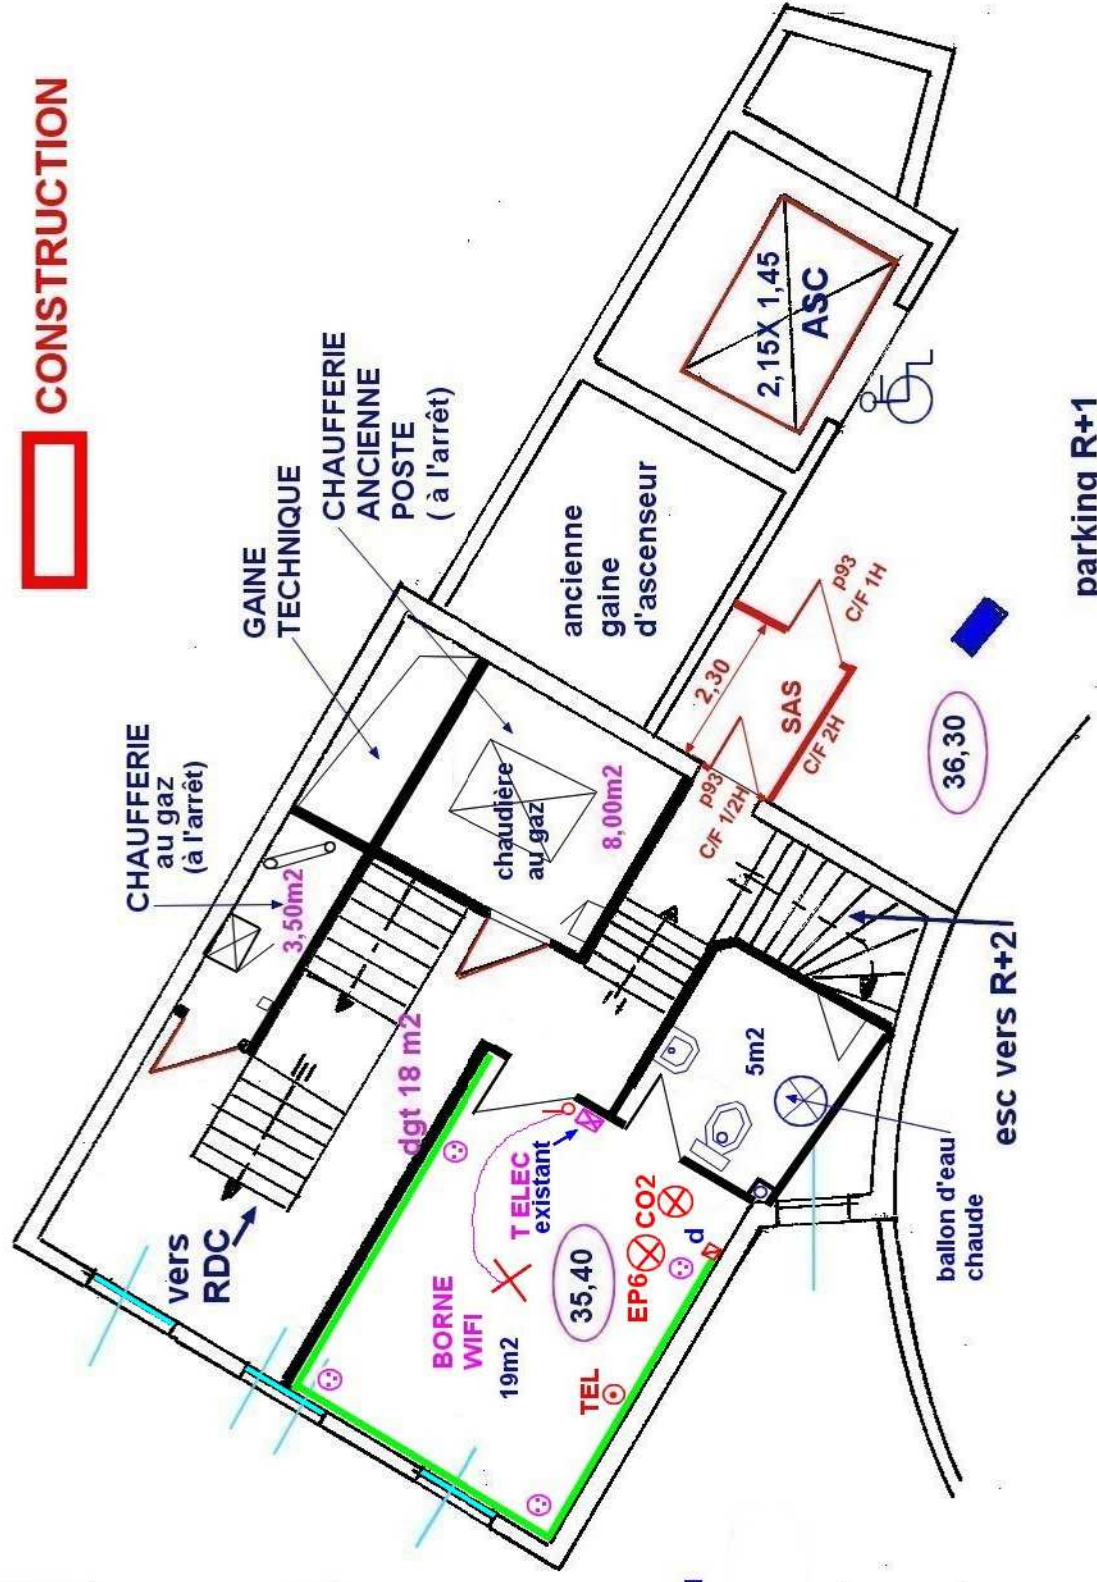 CONSTRUCTION
CHAUFFERIE
ANCIENNE
POSTE
( à l'arrêt)
GAINE
TECHNIQUE
CHAUFFERIE
au gaz
(à l'arrêt)
3,50m2
2,15X 1,45
ASC
ancienne
gaine
d'ascenseur
chaudière
au gaz
8,00m2
2,30
p93
C/F 1H
SAS
C/F 2H
p93
C/F 1/2H
parking R+1
36,30
dgt 18 m2
vers
RDC
5m2
esc vers R+2
ballon d'eau
chaude
T ELEC
existant
BORNE
WIFI
19m2
35,40
CO2
EP6
d
TEL